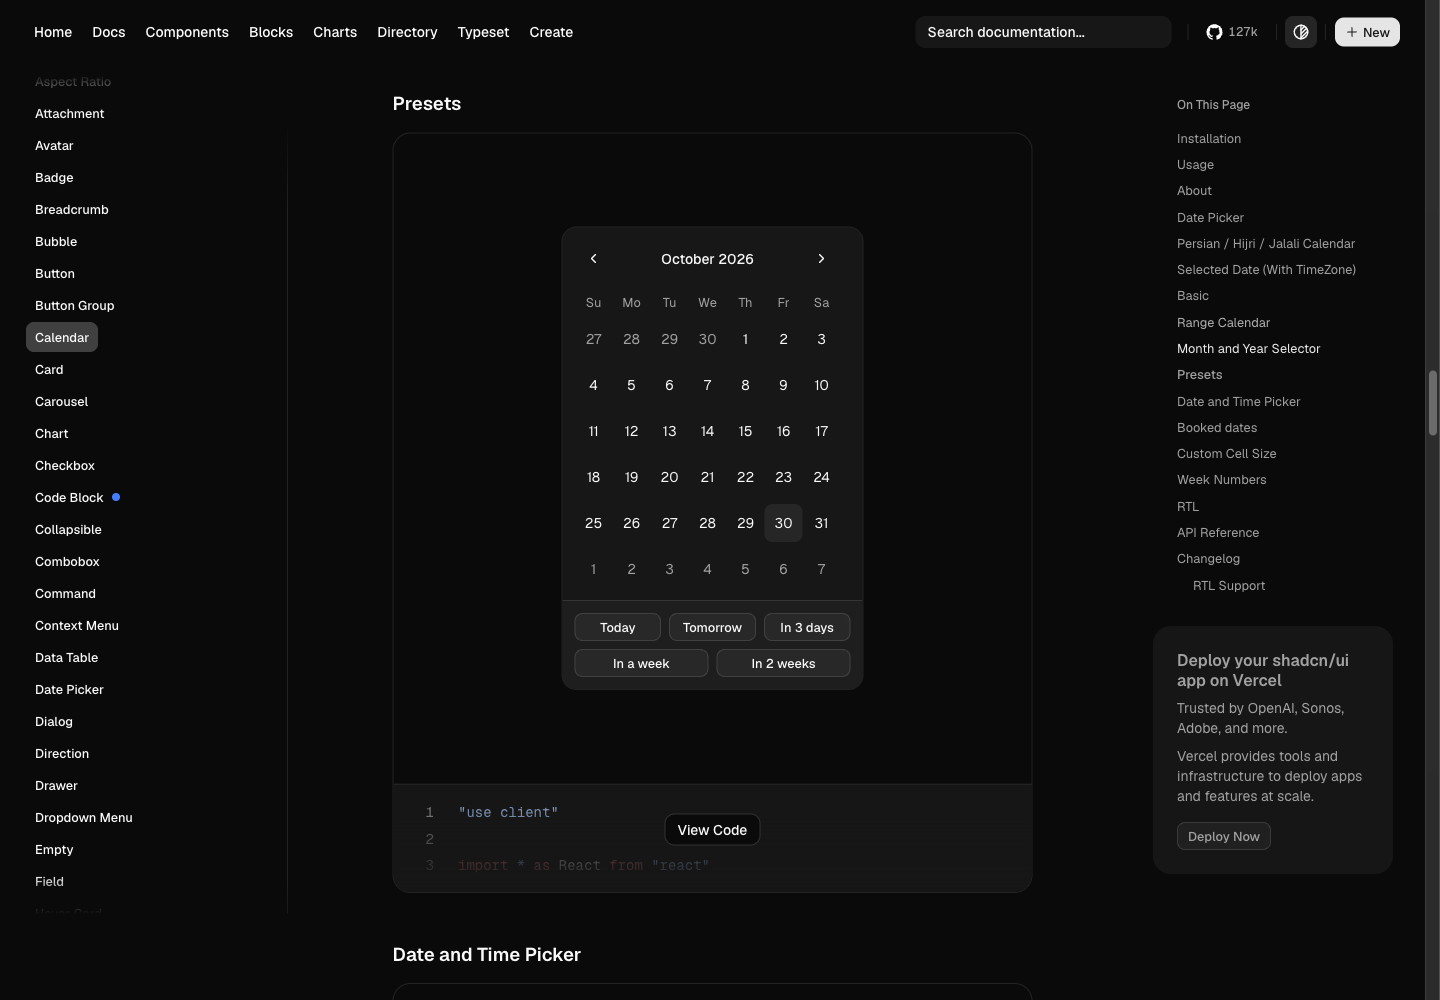 Home Docs Components Blocks Charts Directory Typeset Create
Search documentation...
127k
New
Aspect Ratio
Attachment
Avatar
Badge
Breadcrumb
Bubble
Button
Button Group
Calendar
Card
Carousel
Chart
Checkbox
Code Block
Collapsible
Combobox
Command
Context Menu
Data Table
Date Picker
Dialog
Direction
Drawer
Dropdown Menu
Empty
Field
Hover Card
Presets
October 2026
Su Mo Tu We Th Fr Sa
27 28 29 30 1 2 3
4 5 6 7 8 9 10
11 12 13 14 15 16 17
18 19 20 21 22 23 24
25 26 27 28 29 30 31
1 2 3 4 5 6 7
Today Tomorrow In 3 days
In a week In 2 weeks
1 "use client"
2
View Code
3 import * as React from "react"
Date and Time Picker
On This Page
Installation
Usage
About
Date Picker
Persian / Hijri / Jalali Calendar
Selected Date (With TimeZone)
Basic
Range Calendar
Month and Year Selector
Presets
Date and Time Picker
Booked dates
Custom Cell Size
Week Numbers
RTL
API Reference
Changelog
RTL Support
Deploy your shadcn/ui
app on Vercel
Trusted by OpenAI, Sonos,
Adobe, and more.
Vercel provides tools and
infrastructure to deploy apps
and features at scale.
Deploy Now